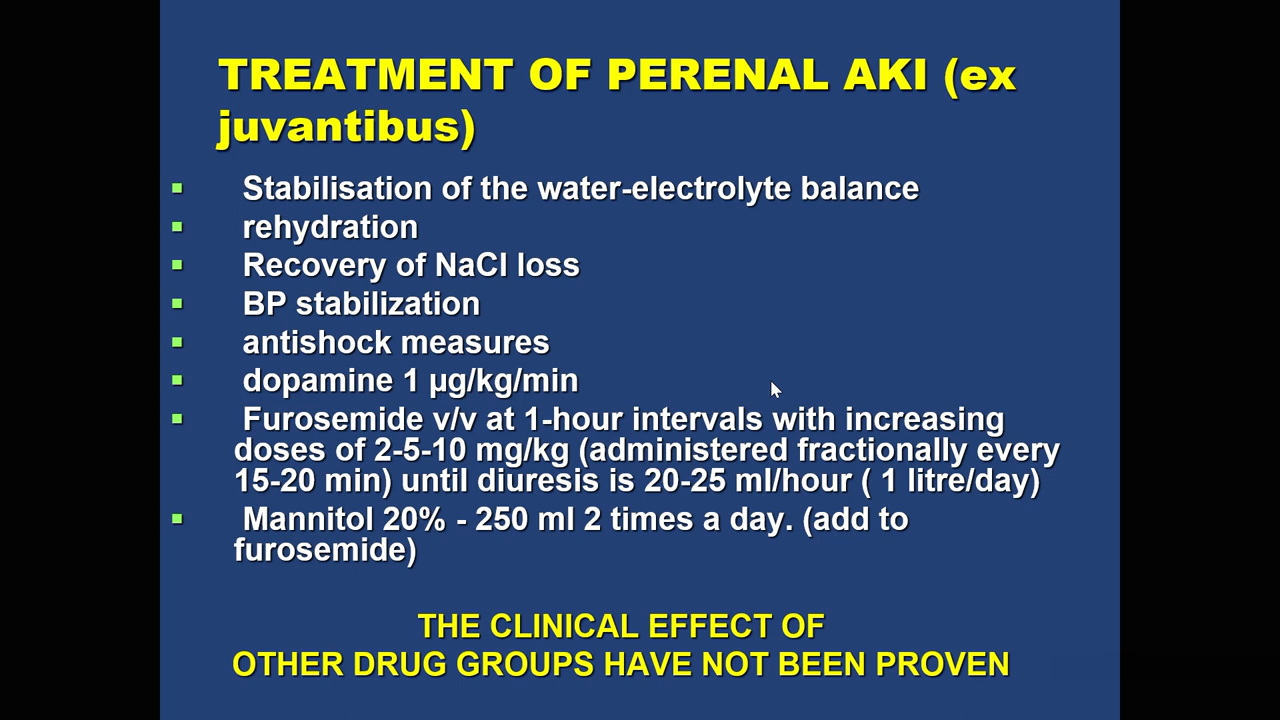 TREATMENT OF PERENAL AKI (ex
juvantibus)
Stabilisation of the water-electrolyte balance
rehydration
Recovery of NaCl loss
BP stabilization
antishock measures
dopamine 1 µg/kg/min
Furosemide v/v at 1-hour intervals with increasing
doses of 2-5-10 mg/kg (administered fractionally every
15-20 min) until diuresis is 20-25 ml/hour ( 1 litre/day)
Mannitol 20% - 250 ml 2 times a day. (add to
furosemide)
THE CLINICAL EFFECT OF
OTHER DRUG GROUPS HAVE NOT BEEN PROVEN